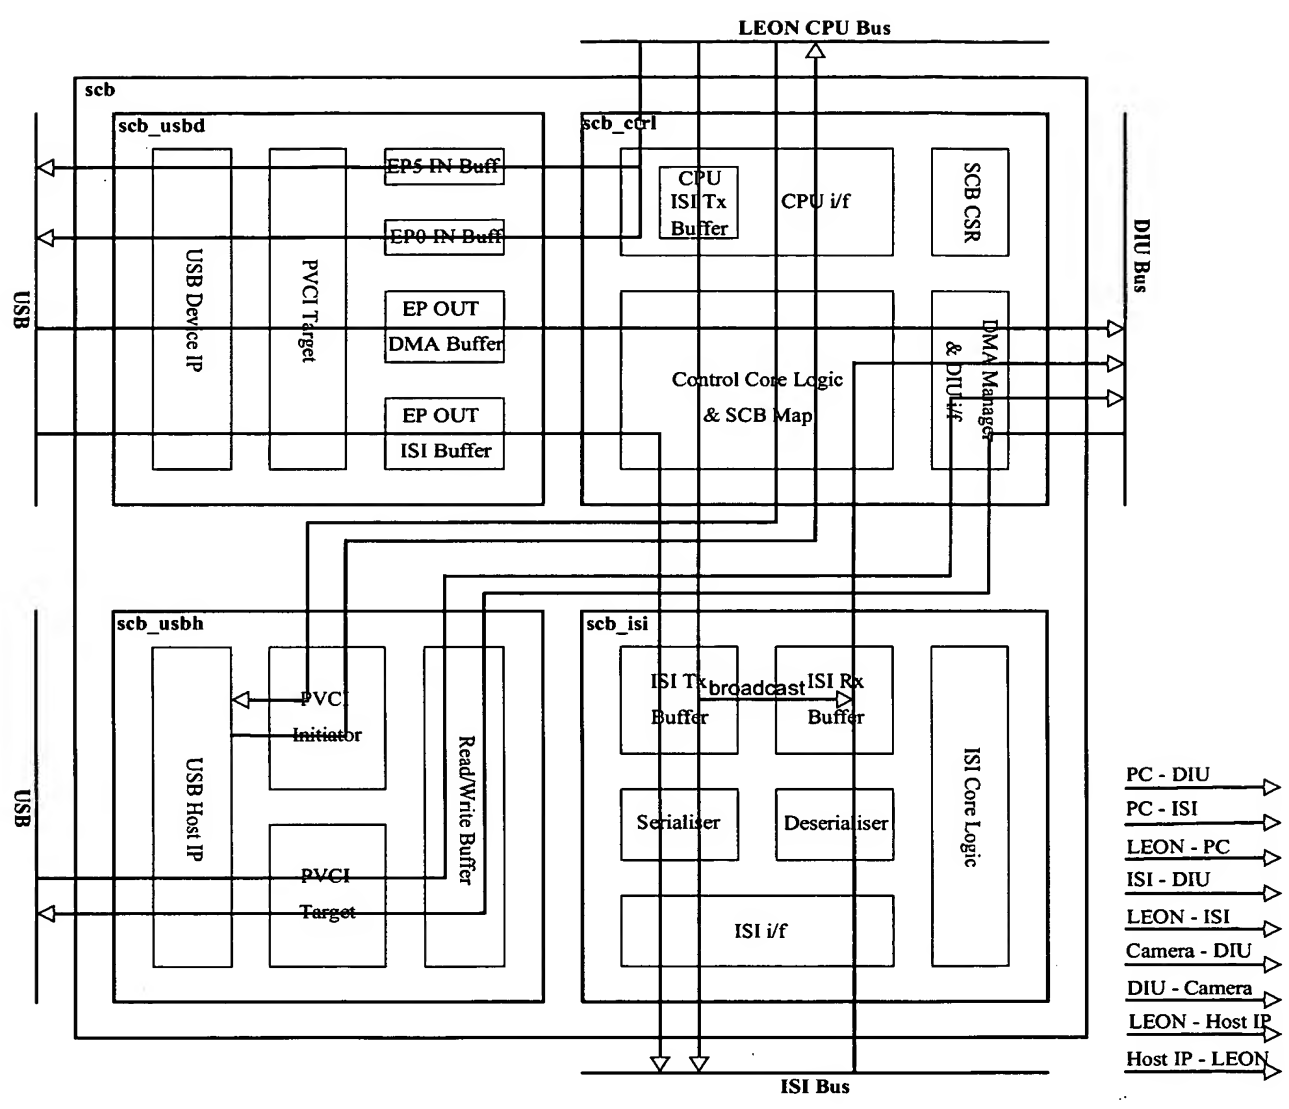 LEON CPU Bus
scb
scb_usbd
scb_ctrl
EP5 IN Buff
EP0 IN Buff
EP OUT
DMA Buffer
EP OUT
ISI Buffer
USB Device IP
PVCI Target
USB
CPU
ISI Tx
Buffer
CPU i/f
SCB CSR
Control Core Logic
& SCB Map
DMA Manager
& DIU i/f
DIU Bus
scb_usbh
PVCI
Initiator
USB Host IP
Read/Write Buffer
PVCI
Target
USB
scb_isi
ISI Tx
Buffer
broadcast
ISI Rx
Buffer
Serialiser
Deserialiser
ISI Core Logic
ISI i/f
ISI Bus
PC - DIU
PC - ISI
LEON - PC
ISI - DIU
LEON - ISI
Camera - DIU
DIU - Camera
LEON - Host IP
Host IP - LEON